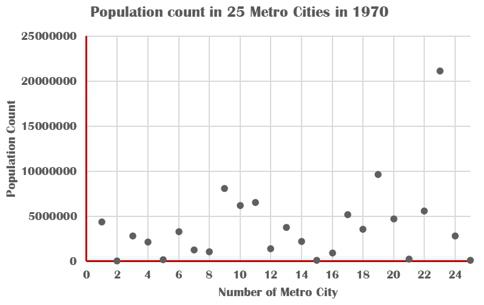 Population count in 25 Metro Cities in 1970
25000000
20000000
15000000
10000000
5000000
0
Population Count
0 2 4 6 8 10 12 14 16 18 20 22 24
Number of Metro City